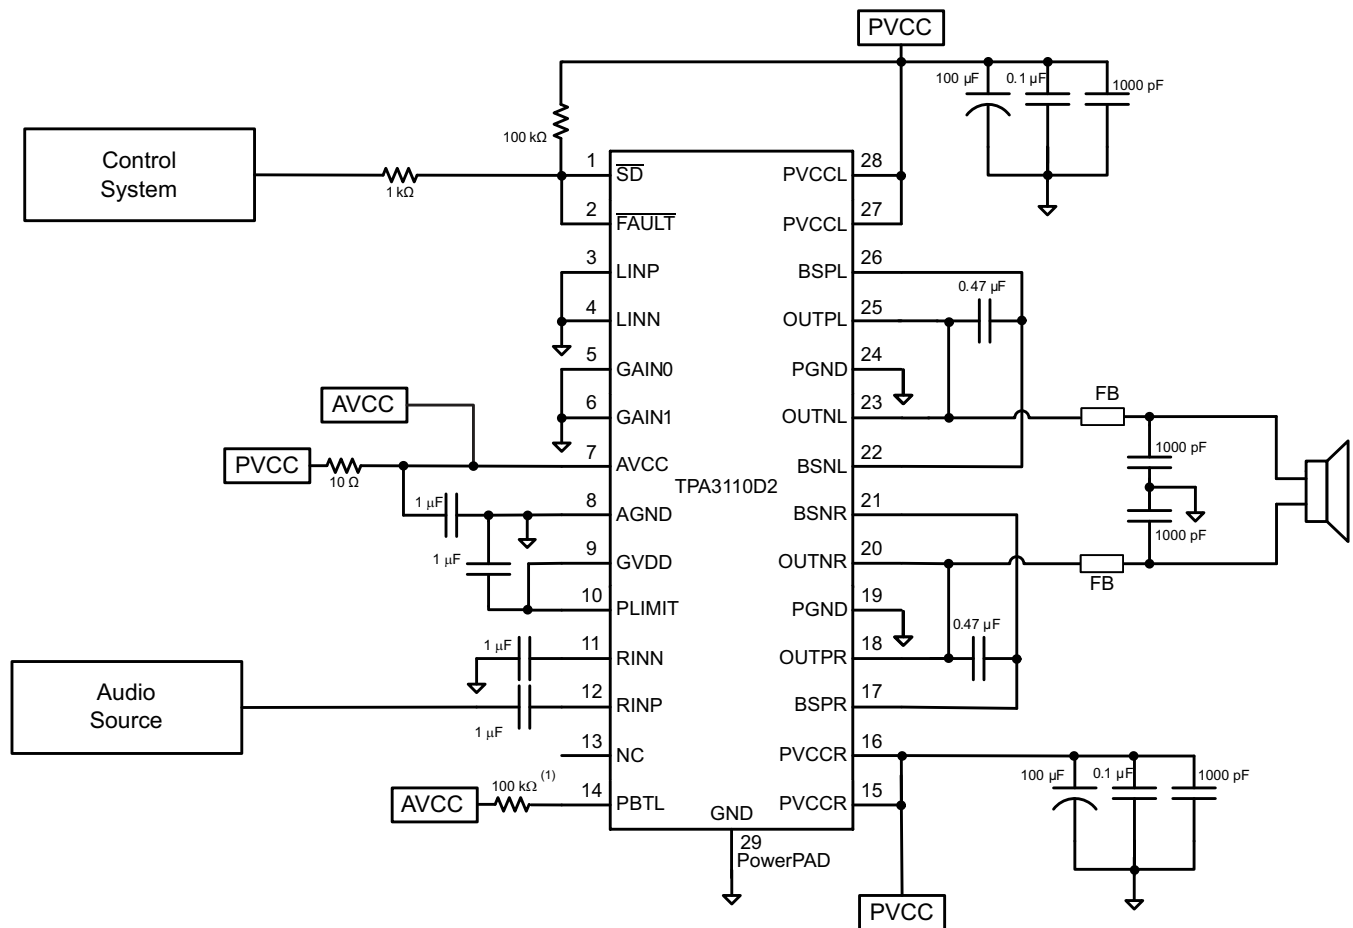 PVCC
100 µF
0.1 µF
1000 pF
100 kΩ
Control
System
1 kΩ
1
SD
2
FAULT
3
LINP
4
LINN
5
GAIN0
6
GAIN1
AVCC
PVCC
10 Ω
7
AVCC
1 µF
8
AGND
1 µF
9
GVDD
10
PLIMIT
1 µF
11
RINN
Audio
Source
1 µF
12
RINP
13
NC
AVCC
100 kΩ (1)
14
PBTL
TPA3110D2
GND
29
PowerPAD
28
PVCCL
27
PVCCL
26
BSPL
0.47 µF
25
OUTPL
24
PGND
23
OUTNL
FB
22
BSNL
1000 pF
21
BSNR
1000 pF
20
OUTNR
FB
19
PGND
0.47 µF
18
OUTPR
17
BSPR
16
PVCCR
15
PVCCR
100 µF
0.1 µF
1000 pF
PVCC